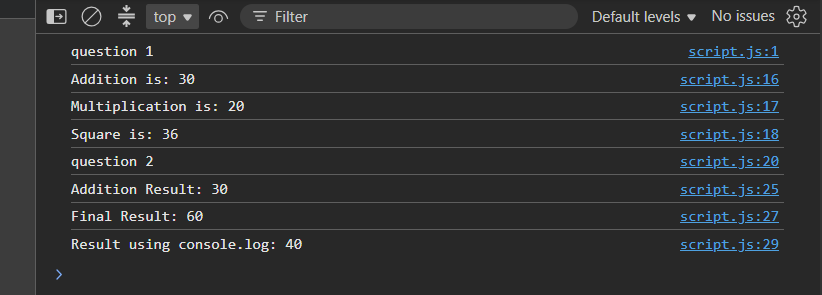 top Filter Default levels No issues
question 1 script.js:1
Addition is: 30 script.js:16
Multiplication is: 20 script.js:17
Square is: 36 script.js:18
question 2 script.js:20
Addition Result: 30 script.js:25
Final Result: 60 script.js:27
Result using console.log: 40 script.js:29